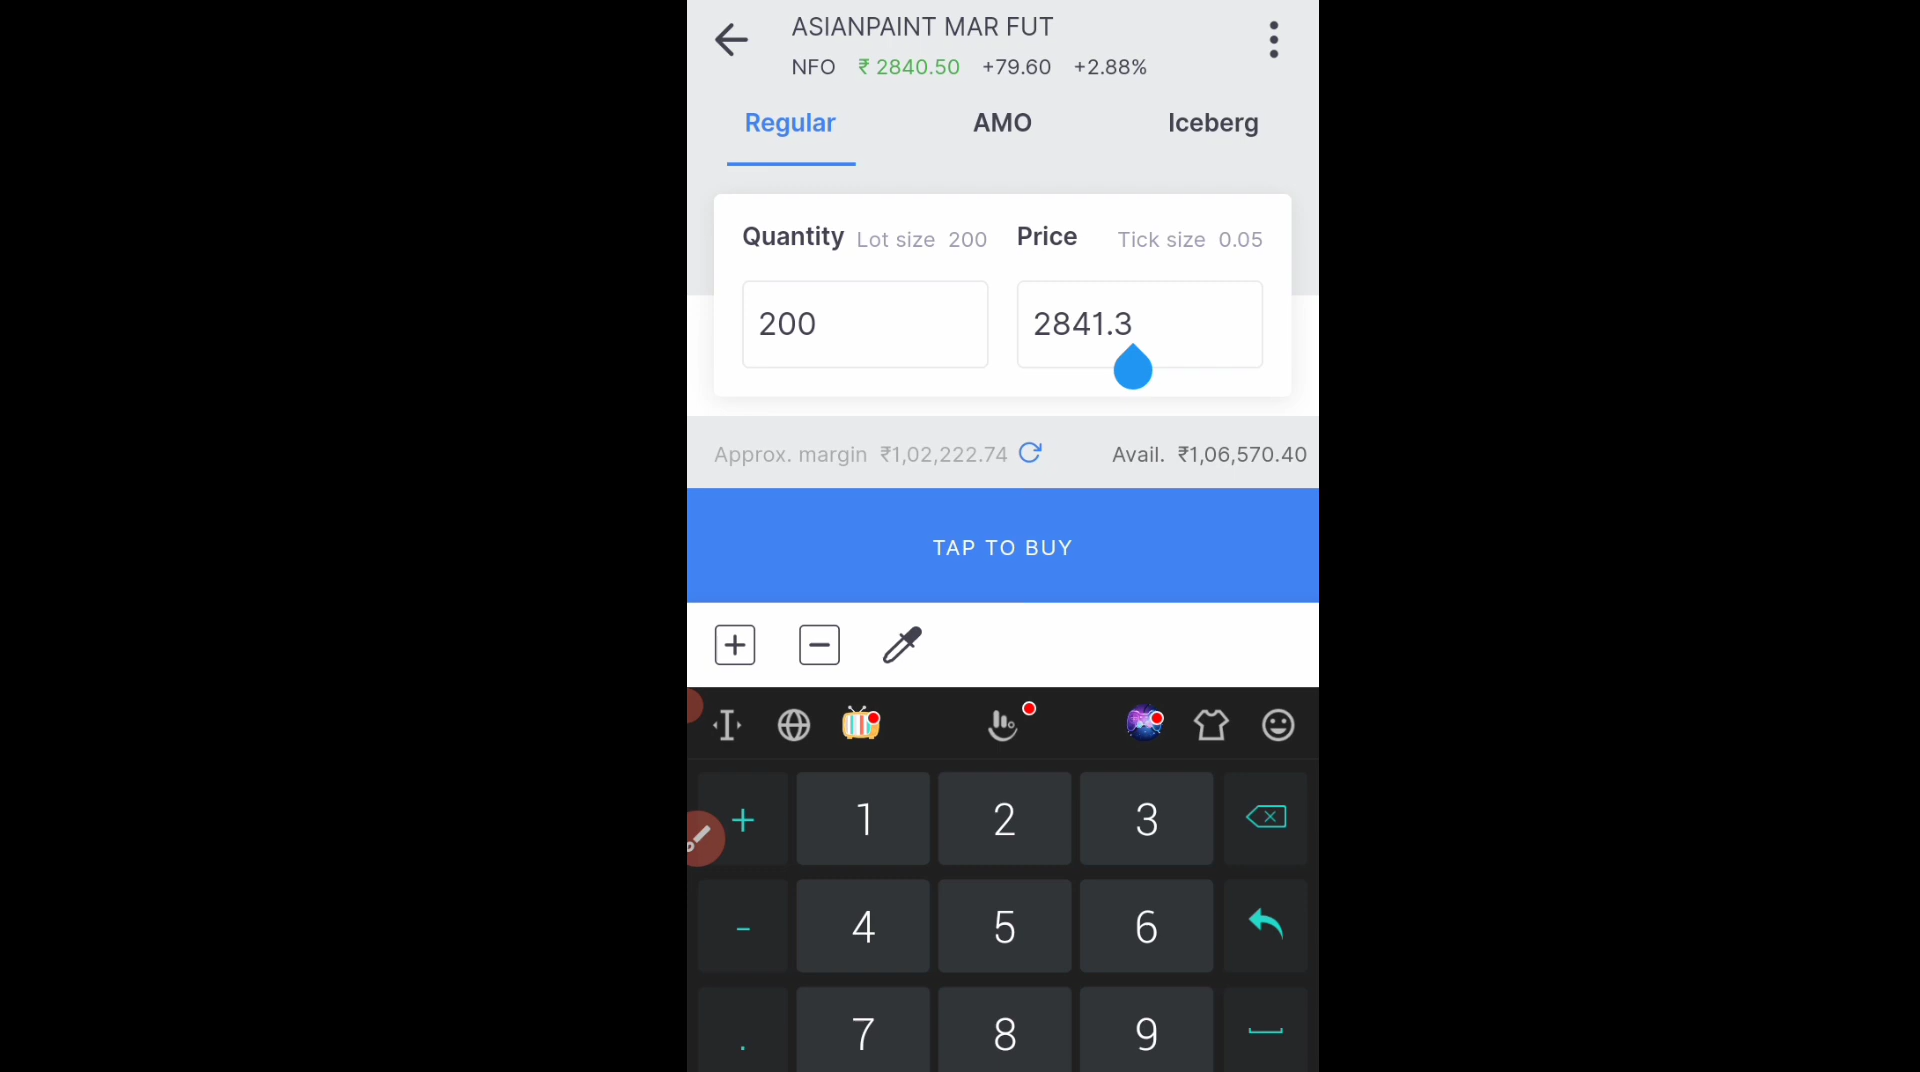 ASIANPAINT MAR FUT
NFO ₹ 2840.50 +79.60 +2.88%
Regular AMO Iceberg
Quantity Lot size 200 Price Tick size 0.05
200 2841.3
Approx. margin ₹1,02,222.74 Avail. ₹1,06,570.40
TAP TO BUY
+ 1 2 3
- 4 5 6
. 7 8 9